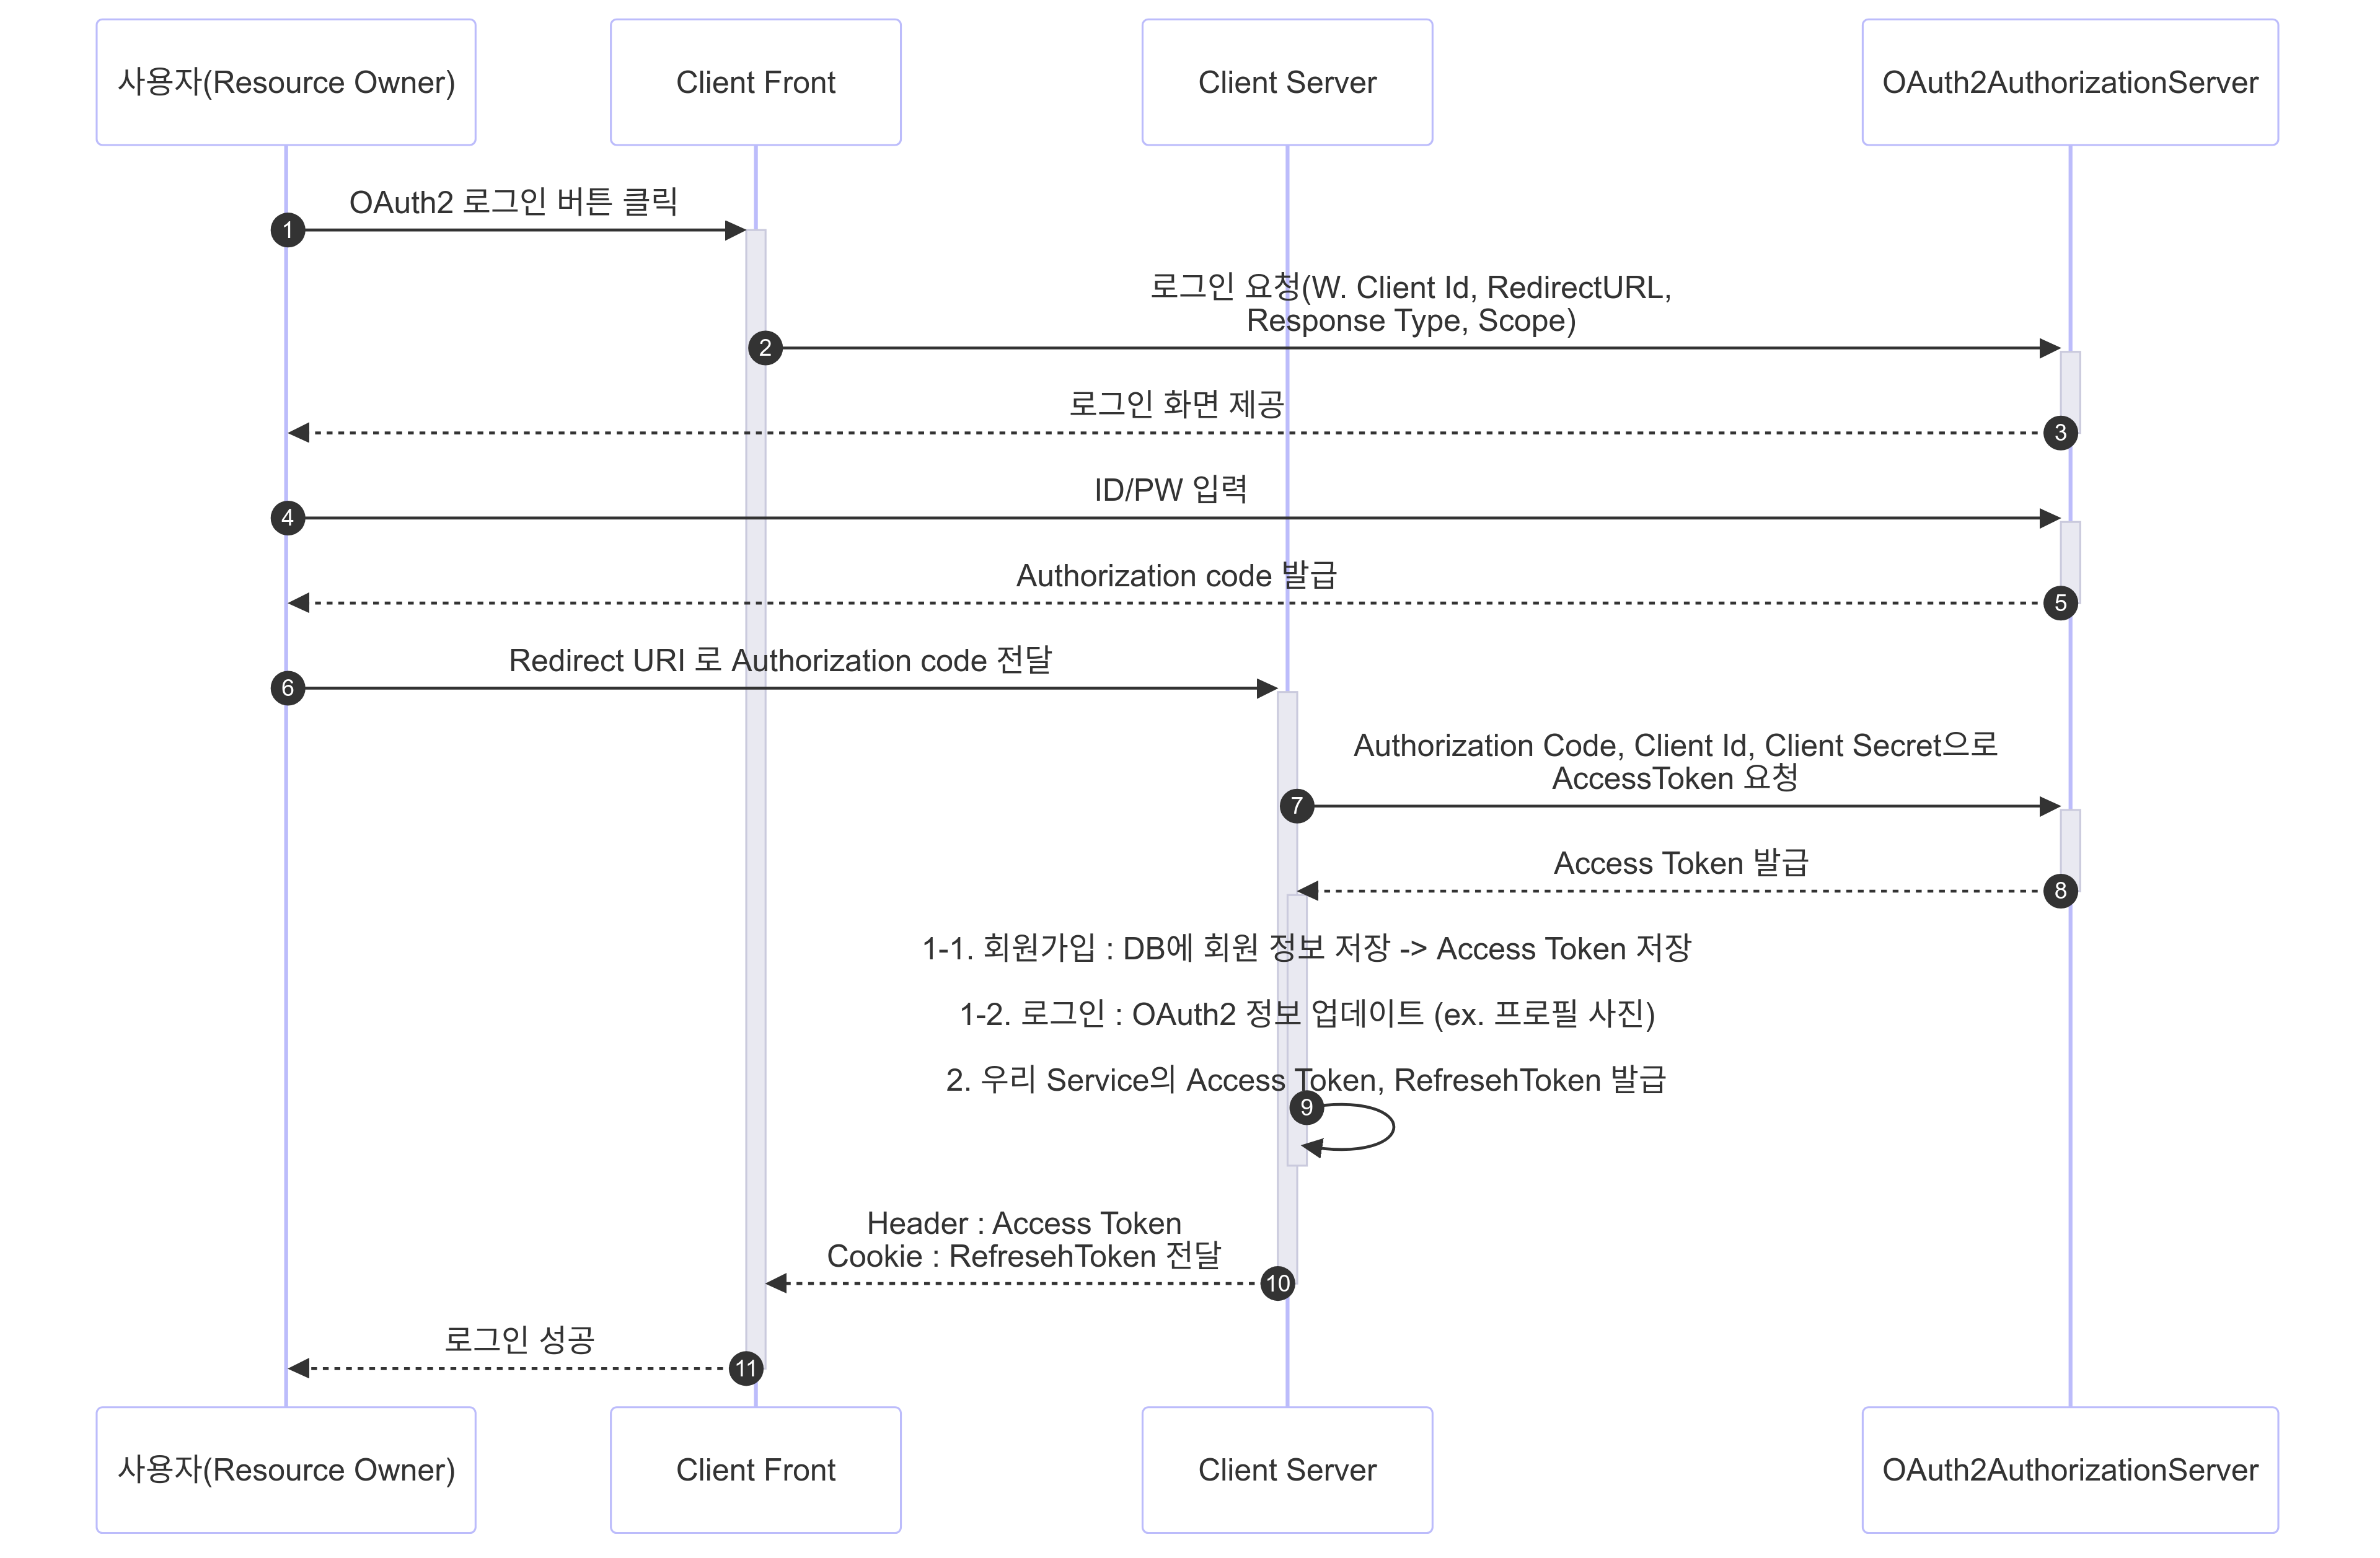 사용자(Resource Owner)
Client Front
Client Server
OAuth2AuthorizationServer
OAuth2 로그인 버튼 클릭
1
로그인 요청(W. Client Id, RedirectURL,
Response Type, Scope)
2
로그인 화면 제공
3
ID/PW 입력
4
Authorization code 발급
5
Redirect URI 로 Authorization code 전달
6
Authorization Code, Client Id, Client Secret으로
AccessToken 요청
7
Access Token 발급
8
1-1. 회원가입 : DB에 회원 정보 저장 -> Access Token 저장
1-2. 로그인 : OAuth2 정보 업데이트 (ex. 프로필 사진)
2. 우리 Service의 Access Token, RefresehToken 발급
9
Header : Access Token
Cookie : RefresehToken 전달
10
로그인 성공
11
사용자(Resource Owner)
Client Front
Client Server
OAuth2AuthorizationServer